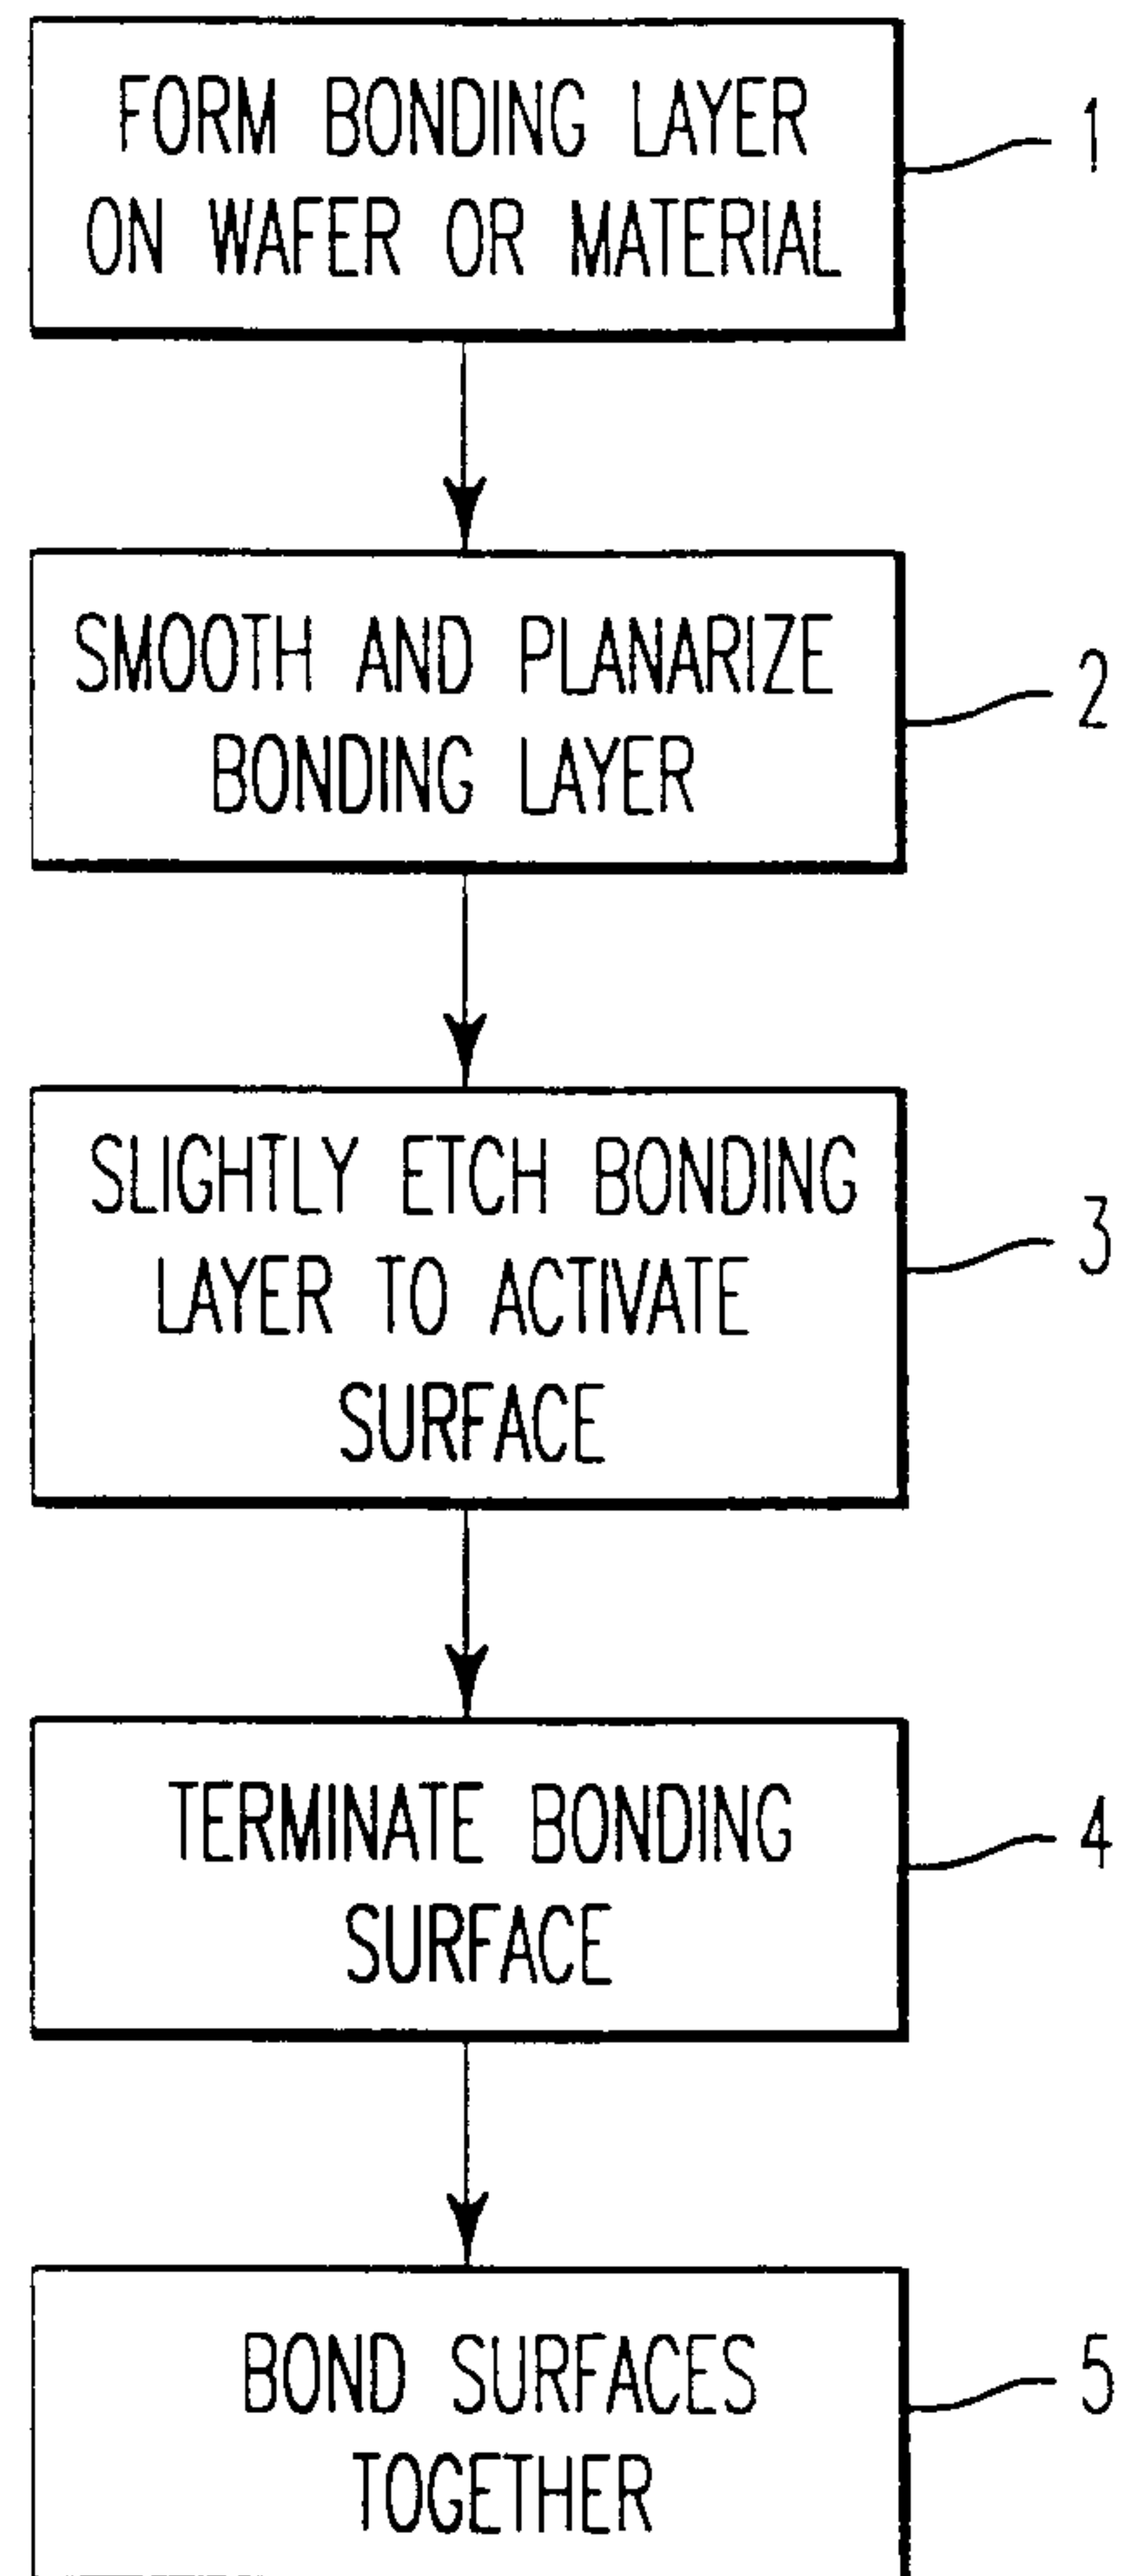 FORM BONDING LAYER
ON WAFER OR MATERIAL
1
SMOOTH AND PLANARIZE
BONDING LAYER
2
SLIGHTLY ETCH BONDING
LAYER TO ACTIVATE
SURFACE
3
TERMINATE BONDING
SURFACE
4
BOND SURFACES
TOGETHER
5